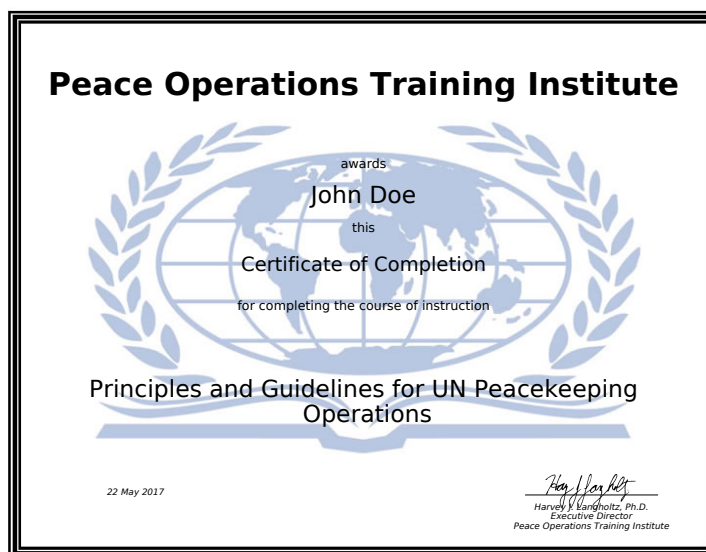 Peace Operations Training Institute
awards
John Doe
this
Certificate of Completion
for completing the course of instruction
Principles and Guidelines for UN Peacekeeping
Operations
22 May 2017
Harvey J. Langholtz, Ph.D.
Executive Director
Peace Operations Training Institute